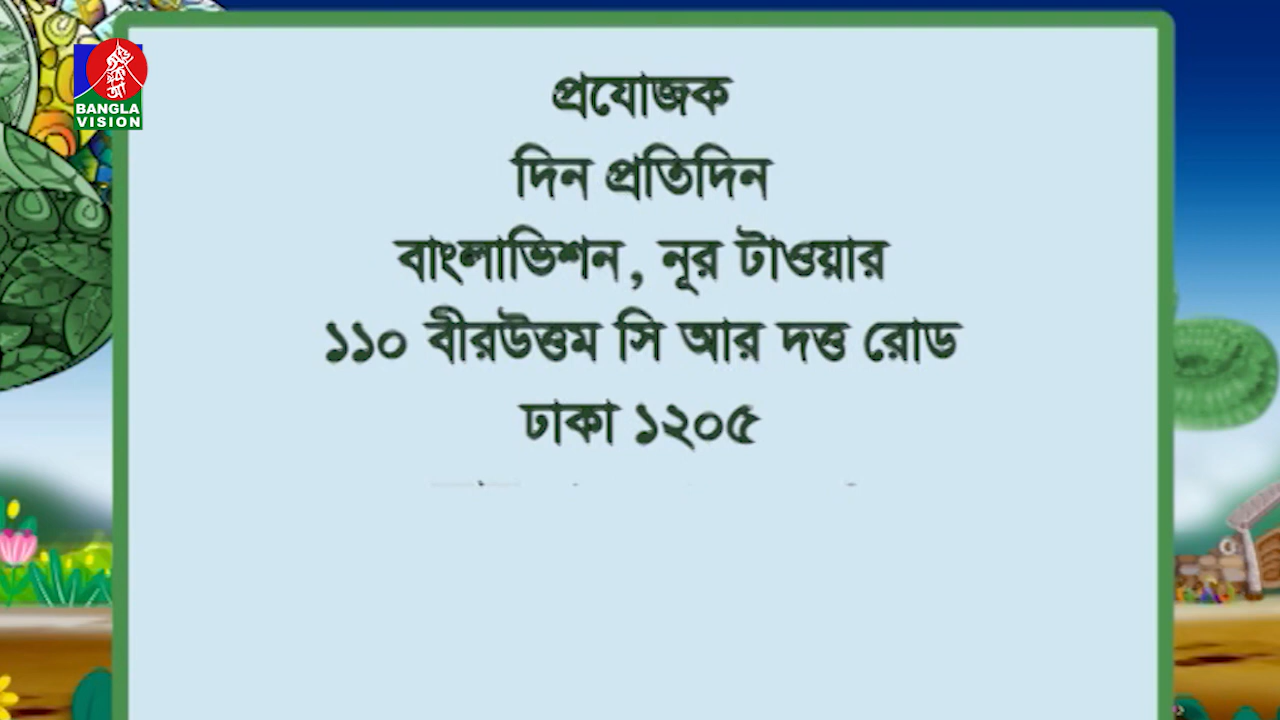 BANGLA
VISION
প্রযোজক
দিন প্রতিদিন
বাংলাভিশন, নূর টাওয়ার
১১০ বীরউত্তম সি আর দত্ত রোড
ঢাকা ১২০৫